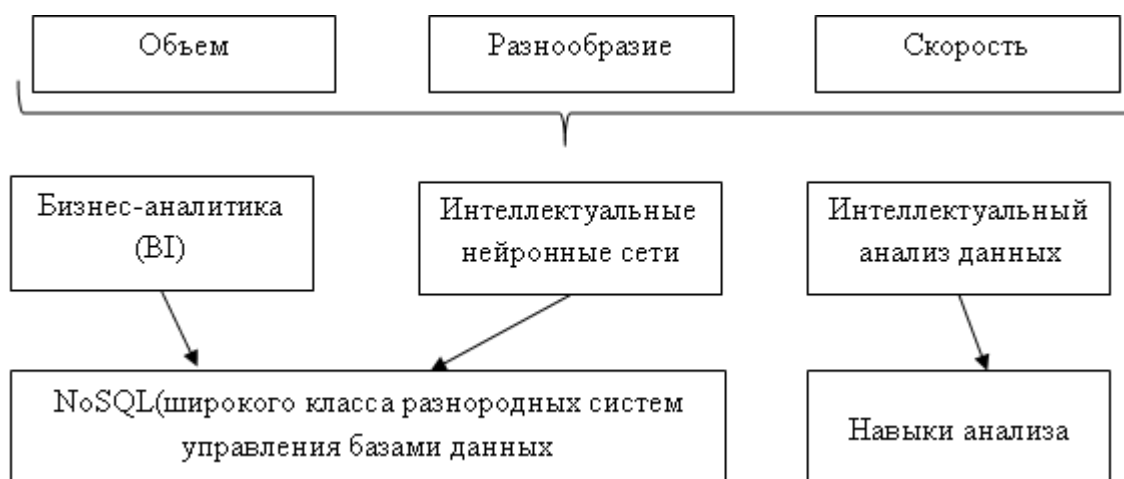 Объем
Разнообразие
Скорость
Бизнес-аналитика
(BI)
Интеллектуальные
нейронные сети
Интеллектуальный
анализ данных
NoSQL(широкого класса разнородных систем
управления базами данных
Навыки анализа